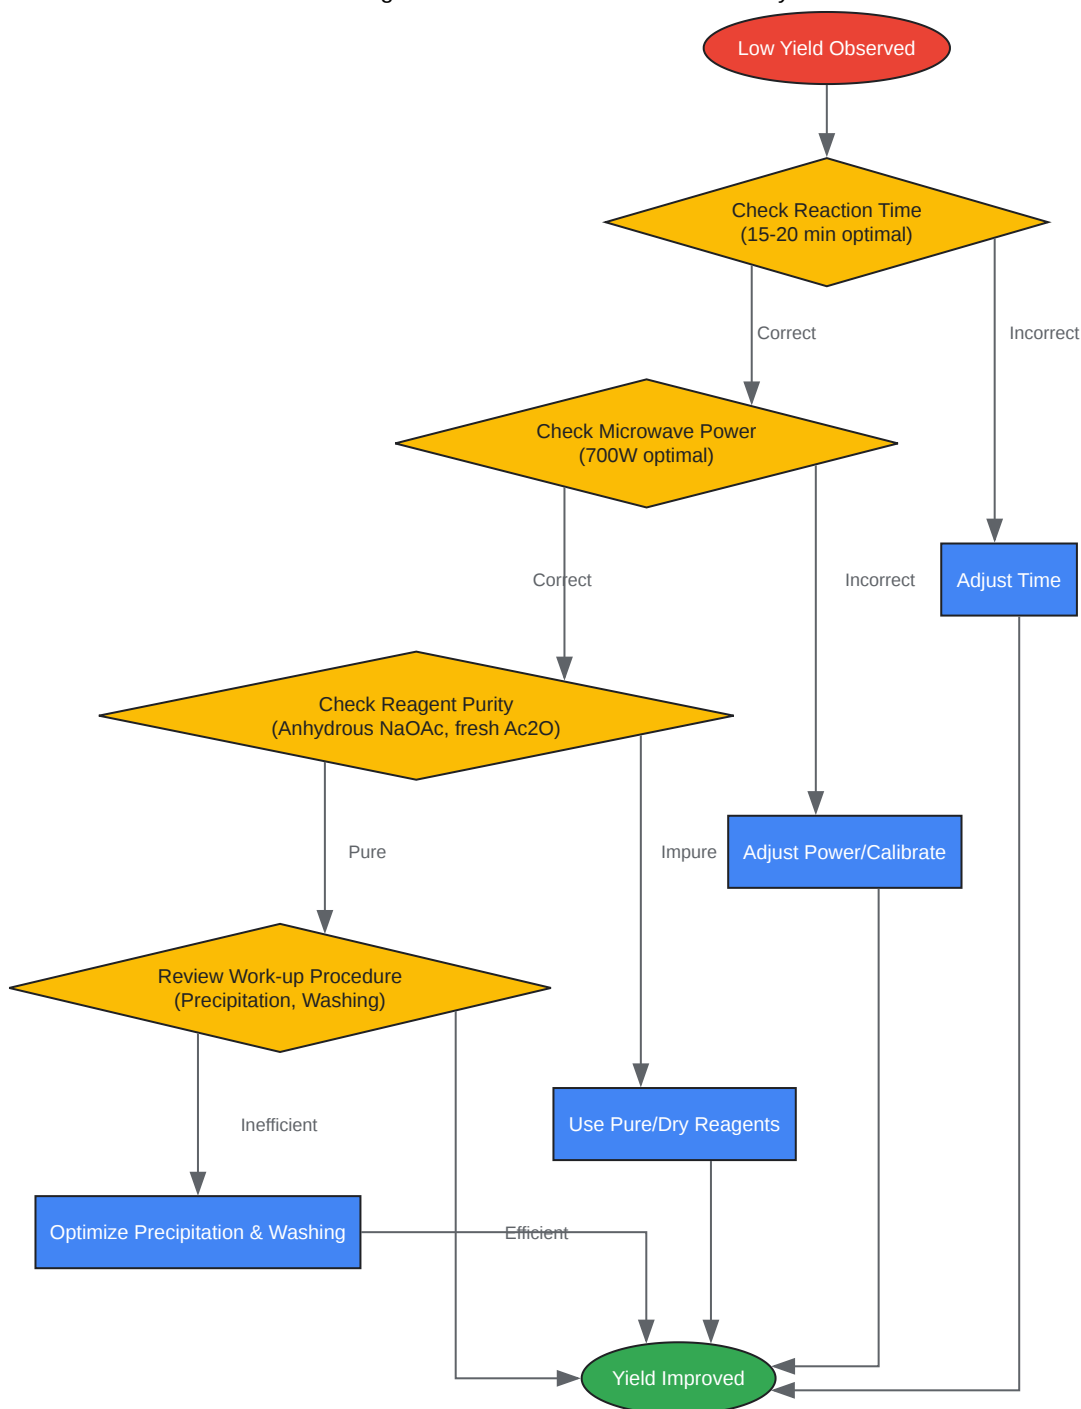 Low Yield Observed
Check Reaction Time
(15-20 min optimal)
Correct
Incorrect
Check Microwave Power
(700W optimal)
Correct
Incorrect
Adjust Time
Check Reagent Purity
(Anhydrous NaOAc, fresh Ac2O)
Pure
Impure
Adjust Power/Calibrate
Review Work-up Procedure
(Precipitation, Washing)
Inefficient
Use Pure/Dry Reagents
Optimize Precipitation & Washing
Efficient
Yield Improved